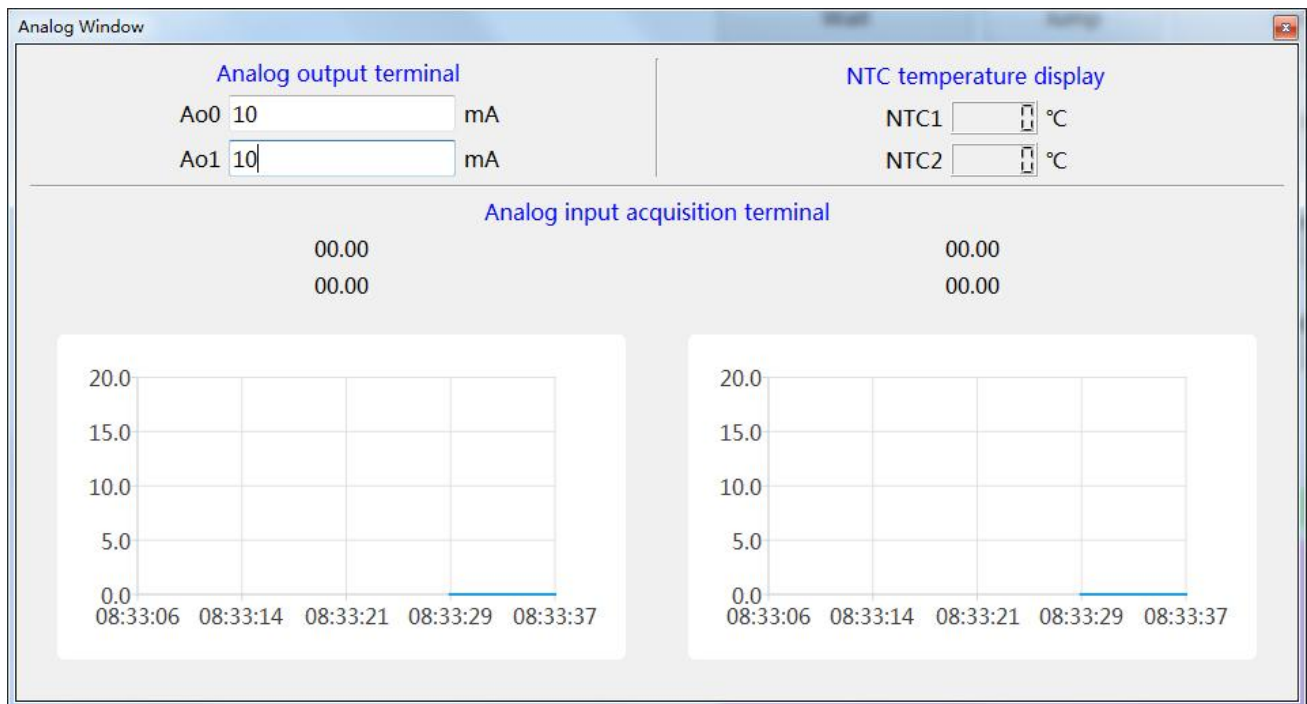 Analog Window
Watt Jump
Analog output terminal
Ao0 10 mA
Ao1 10 mA
NTC temperature display
NTC1 0 ℃
NTC2 0 ℃
Analog input acquisition terminal
00.00 00.00
00.00 00.00
20.0
15.0
10.0
5.0
0.0
08:33:06 08:33:14 08:33:21 08:33:29 08:33:37
20.0
15.0
10.0
5.0
0.0
08:33:06 08:33:14 08:33:21 08:33:29 08:33:37